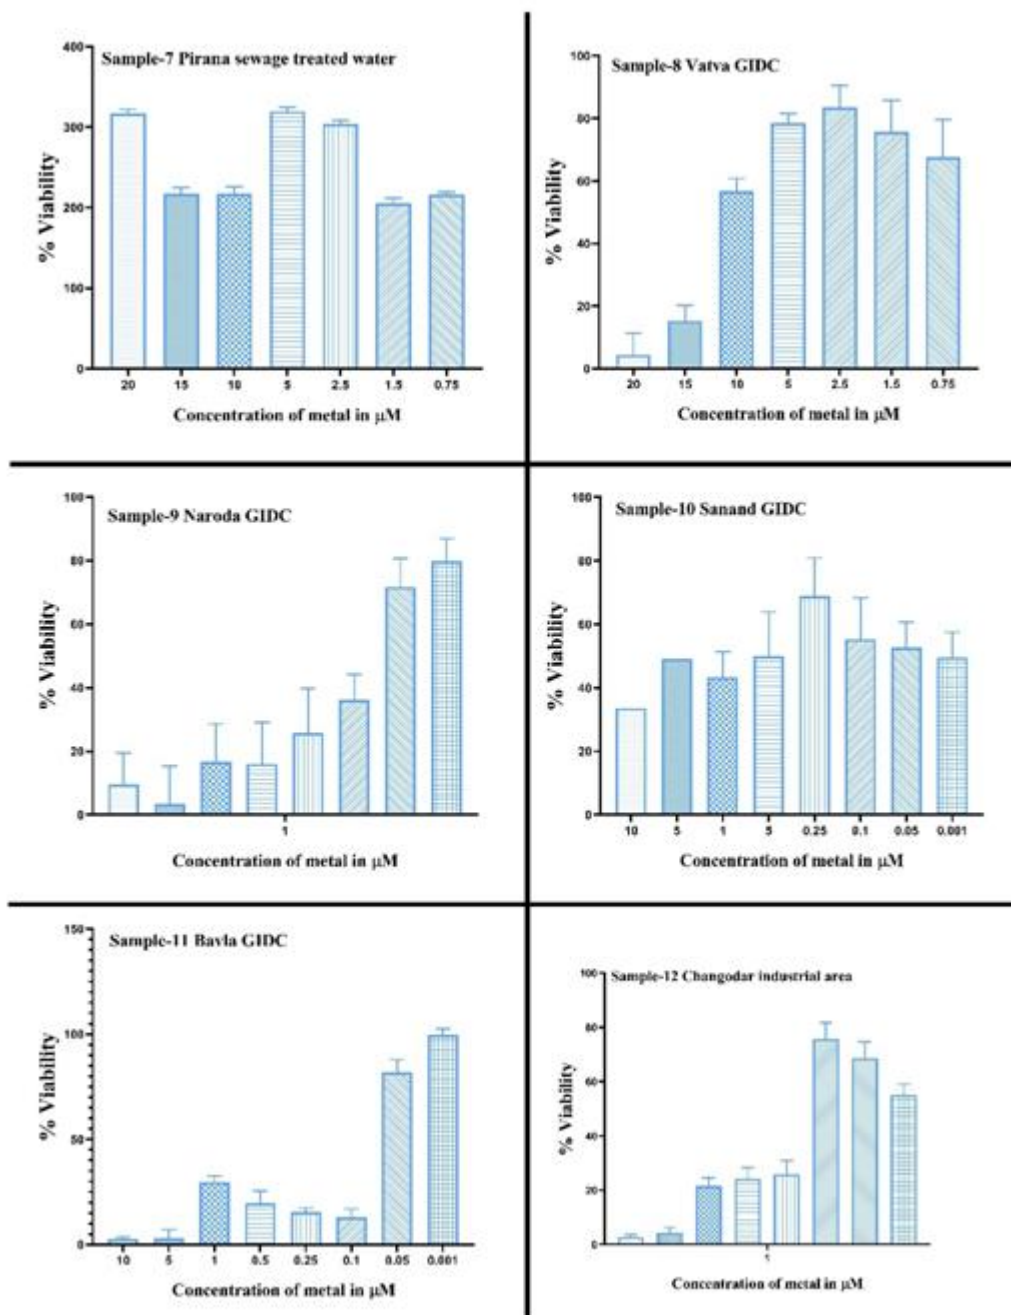 Sample-7 Pirana sewage treated water
% Viability
400
300
200
100
0
20 15 10 5 2.5 1.5 0.75
Concentration of metal in μM
Sample-8 Vatva GIDC
% Viability
100
80
60
40
20
0
20 15 10 5 2.5 1.5 0.75
Concentration of metal in μM
Sample-9 Naroda GIDC
% Viability
100
80
60
40
20
0
1
Concentration of metal in μM
Sample-10 Sanand GIDC
% Viability
100
80
60
40
20
0
10 5 1 5 0.25 0.1 0.05 0.001
Concentration of metal in μM
Sample-11 Bavla GIDC
% Viability
150
100
50
0
10 5 1 0.5 0.25 0.1 0.05 0.001
Concentration of metal in μM
Sample-12 Changodar industrial area
% Viability
100
80
60
40
20
0
1
Concentration of metal in μM